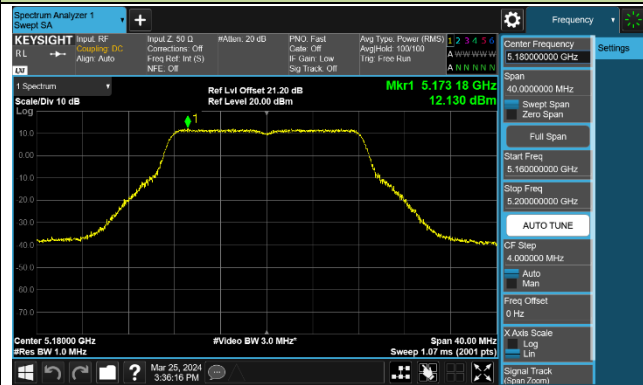 Spectrum Analyzer 1
Swept SA
+
Frequency
KEYSIGHT
RL
Input: RF
Coupling: DC
Align: Auto
Input Z: 50 Ω
Corrections: Off
Freq Ref: Int (S)
NFE: Off
#Atten: 20 dB
PNO: Fast
Gate: Off
IF Gain: Low
Sig Track: Off
Avg Type: Power (RMS)
Avg|Hold: 100/100
Trig: Free Run
1 2 3 4 5 6
A W W W W W
A N N N N N
LXI
1 Spectrum
Scale/Div 10 dB
Log
Ref Lvl Offset 21.20 dB
Ref Level 20.00 dBm
Mkr1 5.173 18 GHz
12.130 dBm
1
10.0
0.00
-10.0
-20.0
-30.0
-40.0
-50.0
-60.0
-70.0
Center 5.18000 GHz
#Res BW 1.0 MHz
#Video BW 3.0 MHz*
Span 40.00 MHz
Sweep 1.07 ms (2001 pts)
Center Frequency
5.180000000 GHz
Settings
Span
40.0000000 MHz
Swept Span
Zero Span
Full Span
Start Freq
5.160000000 GHz
Stop Freq
5.200000000 GHz
AUTO TUNE
CF Step
4.000000 MHz
Auto
Man
Freq Offset
0 Hz
X Axis Scale
Log
Lin
Signal Track
(Span Zoom)
?
Mar 25, 2024
3:36:16 PM